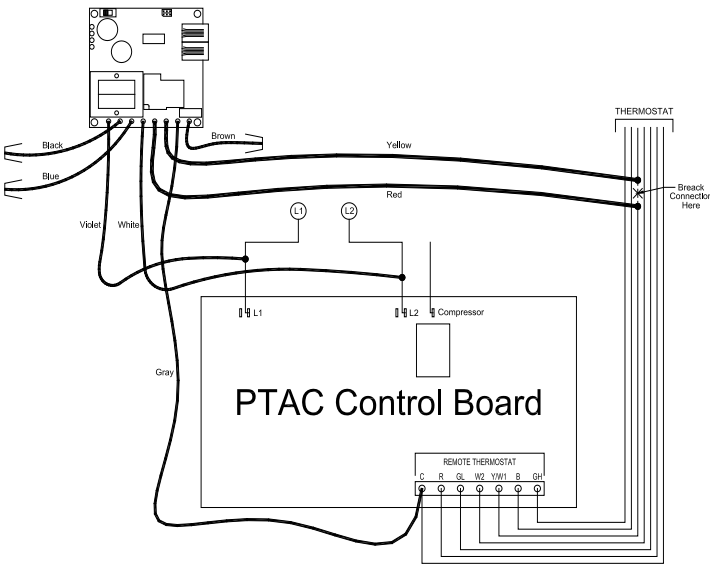 THERMOSTAT
Brown
Black
Yellow
Blue
Red
Breack
Connection
Here
L1
L2
Violet
White
L1
L2
Compressor
Gray
PTAC Control Board
REMOTE THERMOSTAT
C R GL W2 Y/W1 B GH